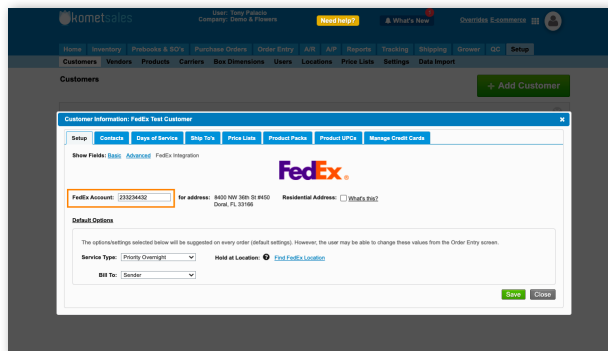 kometsales
User: Tony Palacio
Company: Demo & Flowers
Need help?
What's New
Overrides E-commerce
Home Inventory Prebooks & SO's Purchase Orders Order Entry A/R A/P Reports Tracking Shipping Grower QC Setup
Customers Vendors Products Carriers Box Dimensions Users Locations Price Lists Settings Data Import
Customers
+ Add Customer
Customer Information: FedEx Test Customer
Setup Contacts Days of Service Ship To's Price Lists Product Packs Product UPCs Manage Credit Cards
Show Fields: Basic Advanced FedEx Integration
FedEx
FedEx Account: 233234432 for address: 8400 NW 36th St #450 Residential Address: What's this?
Doral, FL 33166
Default Options
The options/settings selected below will be suggested on every order (default settings). However, the user may be able to change these values from the Order Entry screen.
Service Type: Priority Overnight Hold at Location: ? Find FedEx Location
Bill To: Sender
Save Close